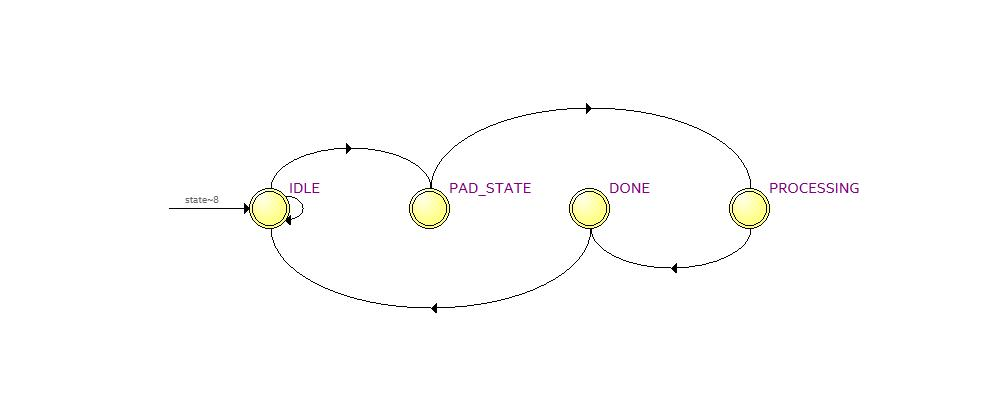 IDLE
PAD_STATE
DONE
PROCESSING
state~8